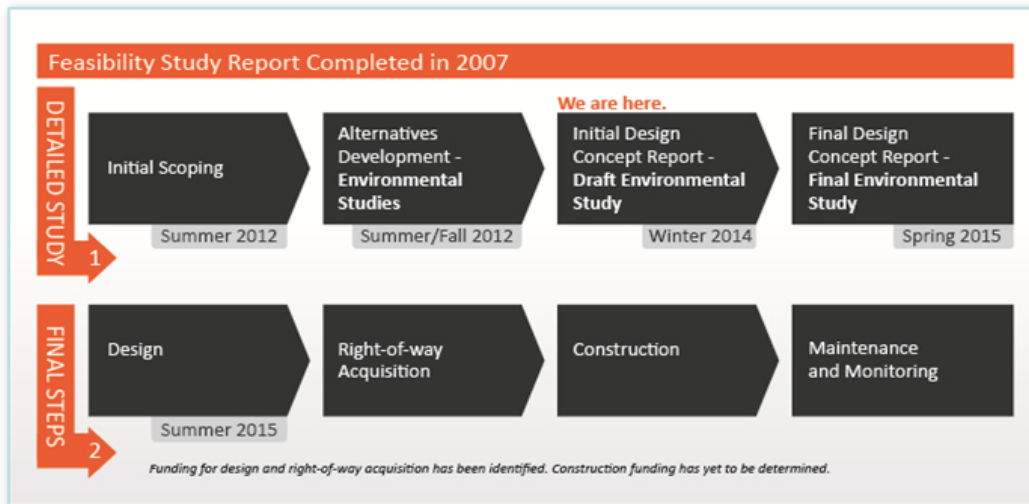 Feasibility Study Report Completed in 2007
DETAILED STUDY
1
We are here.
Initial Scoping
Summer 2012
Alternatives
Development -
Environmental
Studies
Summer/Fall 2012
Initial Design
Concept Report -
Draft Environmental
Study
Winter 2014
Final Design
Concept Report -
Final Environmental
Study
Spring 2015
FINAL STEPS
2
Design
Summer 2015
Right-of-way
Acquisition
Construction
Maintenance
and Monitoring
Funding for design and right-of-way acquisition has been identified. Construction funding has yet to be determined.